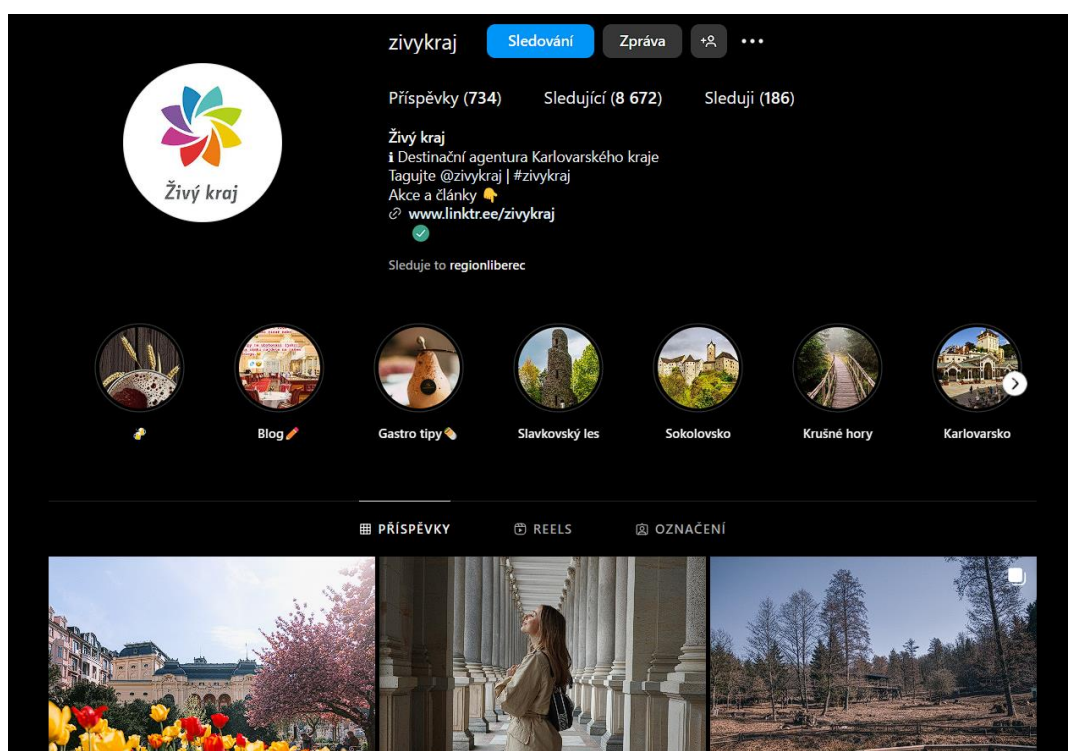 zivykraj Sledování Zpráva
Příspěvky (734) Sledující (8 672) Sleduji (186)
Živý kraj
Živý kraj
ℹ Destinační agentura Karlovarského kraje
Tagujte @zivykraj | #zivykraj
Akce a články 👇
www.linktr.ee/zivykraj
Sleduje to regionliberec
Blog Gastro tipy Slavkovský les Sokolovsko Krušné hory Karlovarsko
PŘÍSPĚVKY REELS OZNAČENÍ